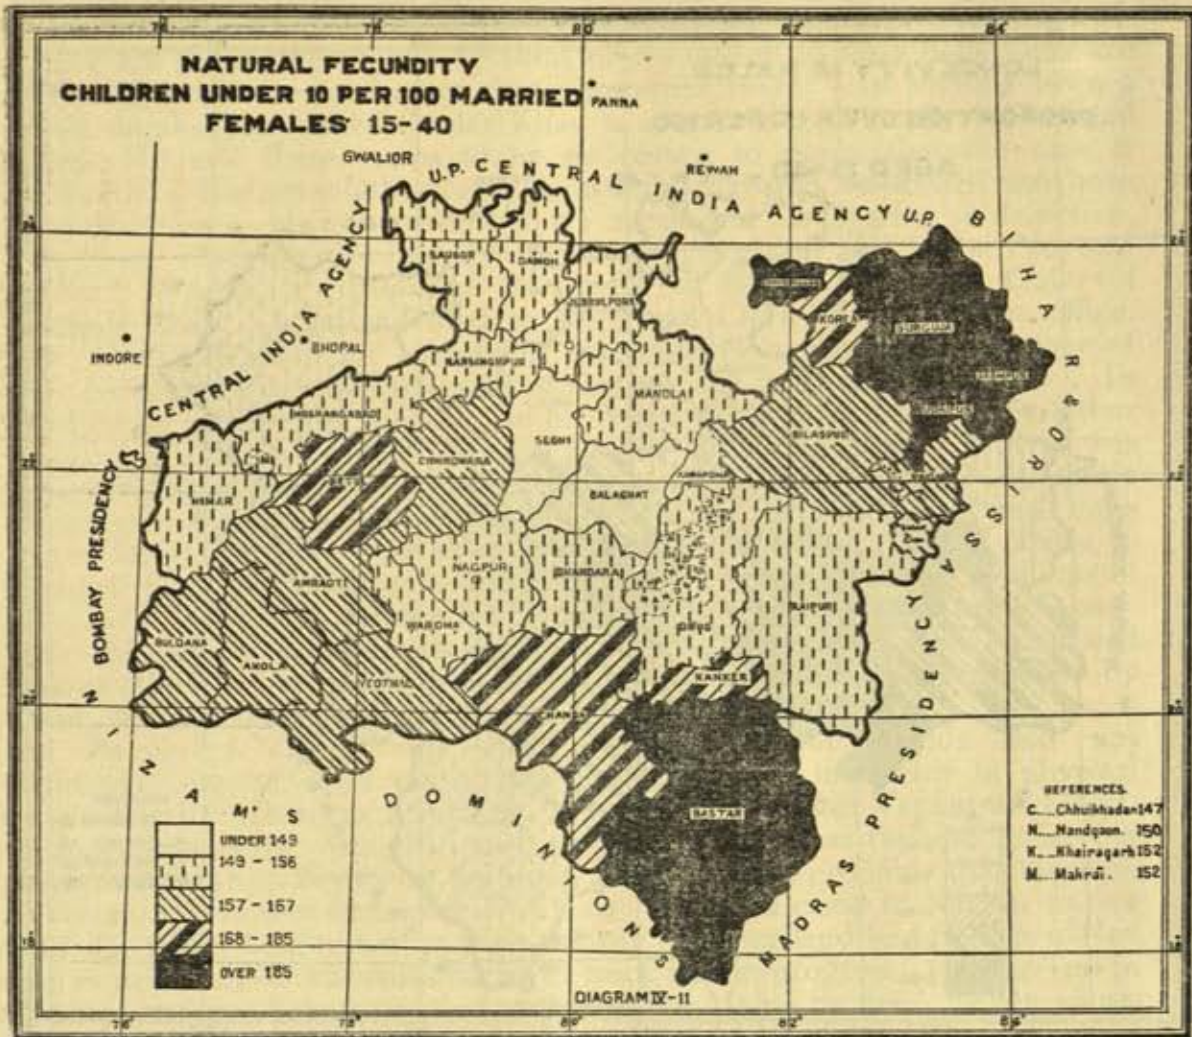 NATURAL FECUNDITY
CHILDREN UNDER 10 PER 100 MARRIED
FEMALES 15-40
PANNA
GWALIOR
REWAH
U.P. CENTRAL INDIA AGENCY U.P.
BIHAR & ORISSA
CENTRAL INDIA AGENCY
INDORE
BHOPAL
SAUGOR
DAMOH
JUBBULPORE
KOREA
SURGUJA
NARSINGHPUR
MANDLA
HOSHANGABAD
SEONI
BILASPUR
CHHINDWARA
BETUL
NIMAR
BALAGHAT
BOMBAY PRESIDENCY
AMRAOTI
NAGPUR
BHANDARA
RAIPUR
WARDHA
DRUG
BULDANA
AKOLA
YEOTMAL
KANKER
CHANDA
BASTAR
NIZAM'S DOMINIONS
MADRAS PRESIDENCY
UNDER 149
149 - 156
157 - 167
168 - 185
OVER 185
REFERENCES.
C....Chhuikhadan 147
N....Nandgaon. 150
K....Khairagarh 152
M....Makrai. 152
DIAGRAM IV-11